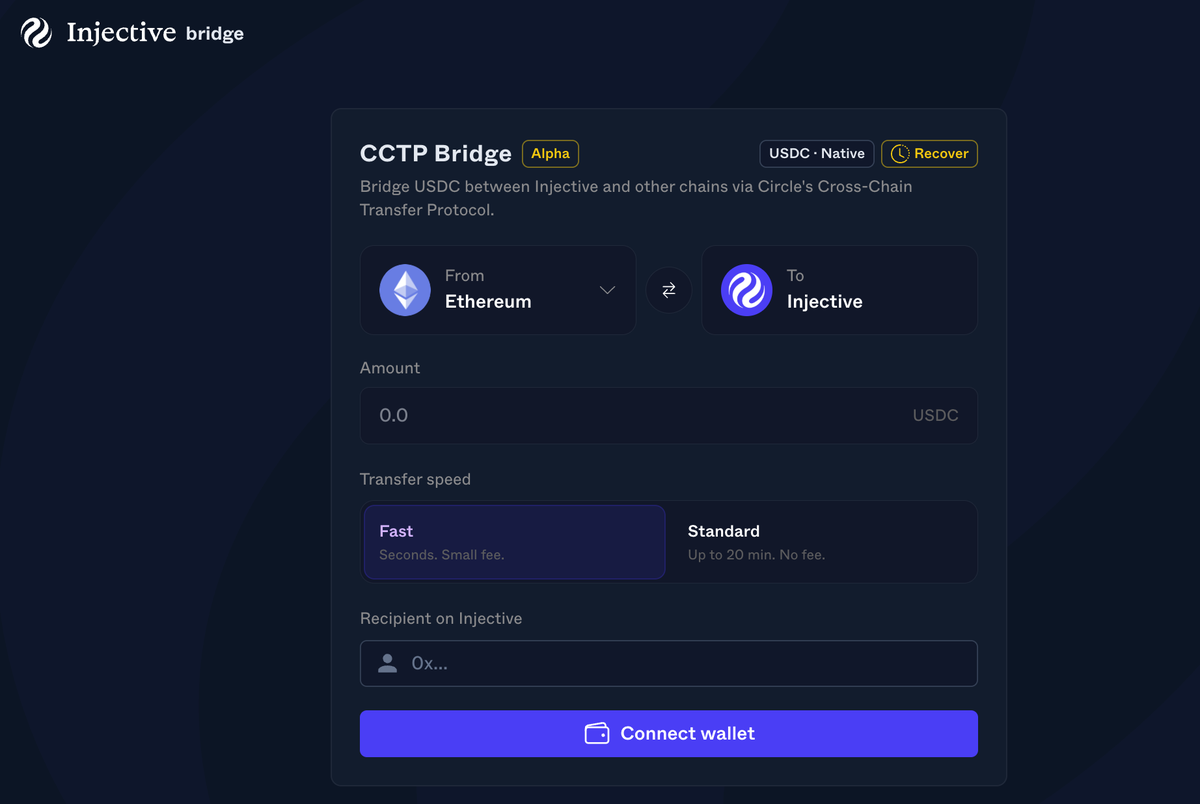 Injective bridge
CCTP Bridge Alpha USDC · Native Recover
Bridge USDC between Injective and other chains via Circle's Cross-Chain
Transfer Protocol.
From
Ethereum
To
Injective
Amount
0.0 USDC
Transfer speed
Fast
Seconds. Small fee.
Standard
Up to 20 min. No fee.
Recipient on Injective
0x...
Connect wallet